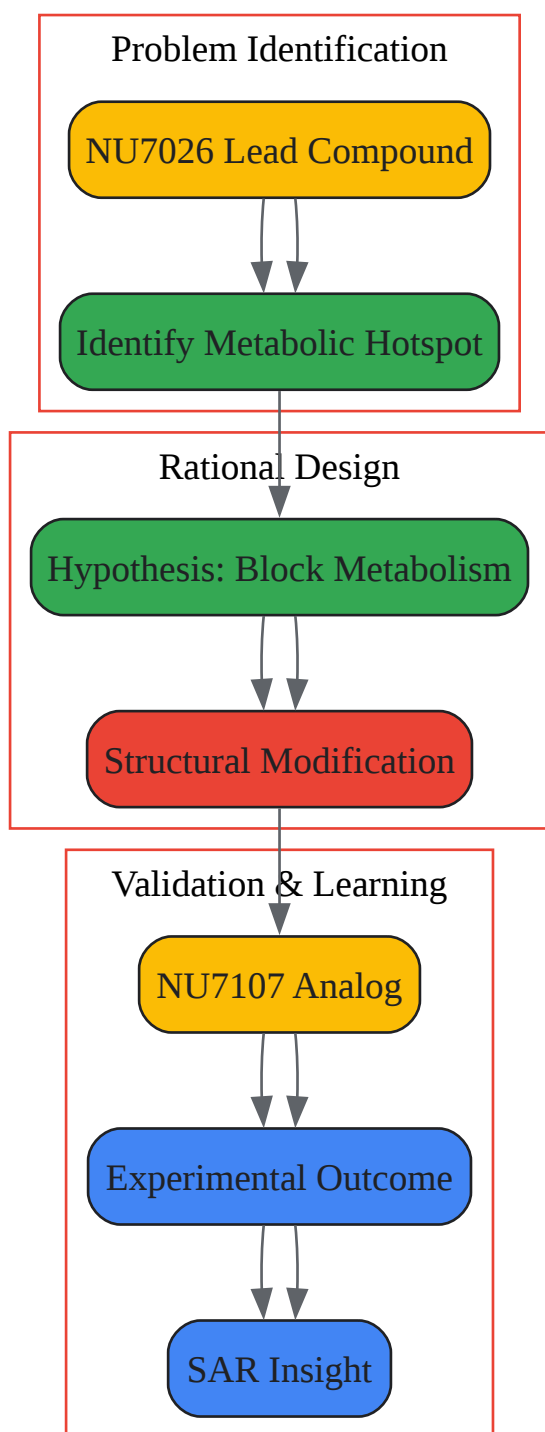 Problem Identification
NU7026 Lead Compound
Identify Metabolic Hotspot
Rational Design
Hypothesis: Block Metabolism
Structural Modification
Validation & Learning
NU7107 Analog
Experimental Outcome
SAR Insight